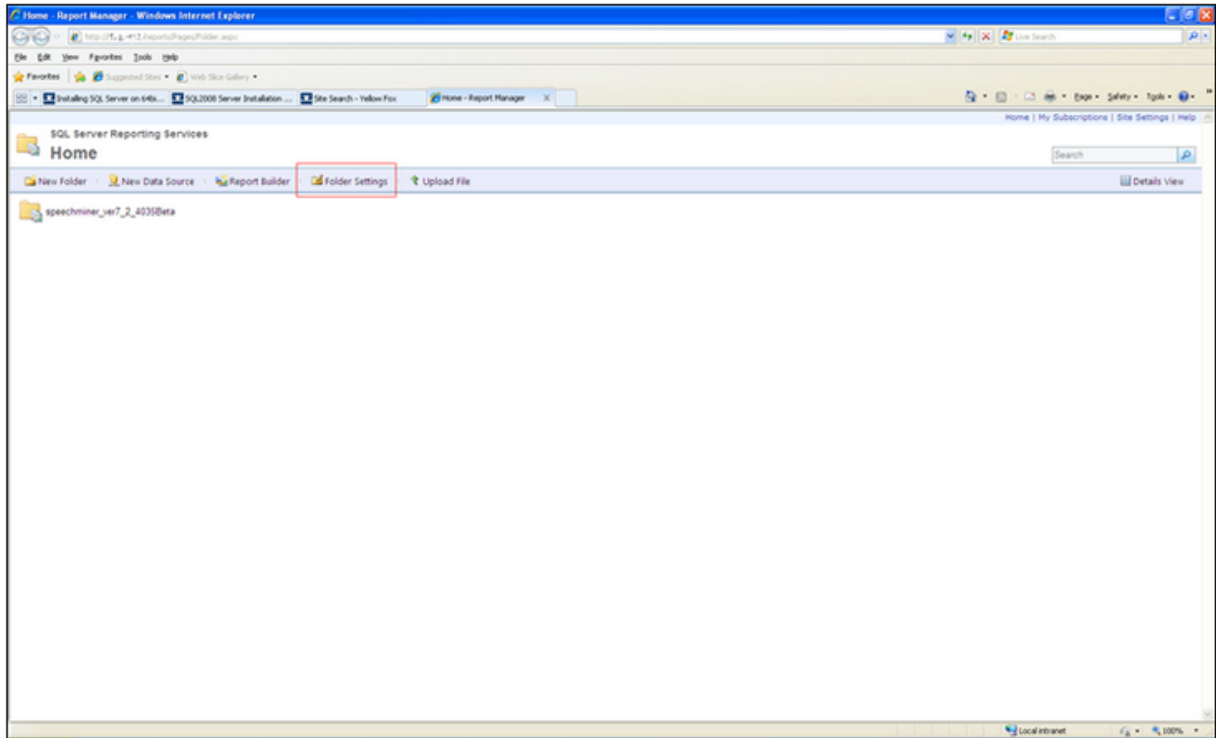 Home - Report Manager - Windows Internet Explorer
Live Search
File Edit View Favorites Tools Help
Favorites Suggested Sites Web Slice Gallery
Installing SQL Server on 64bi... SQL2008 Server Installation ... Site Search - Yellow Fox Home - Report Manager X
Page Safety Tools
Home | My Subscriptions | Site Settings | Help
SQL Server Reporting Services
Home
Search
New Folder New Data Source Report Builder Folder Settings Upload File Details View
speechminer_ver7_2_4035Beta
Local intranet 100%